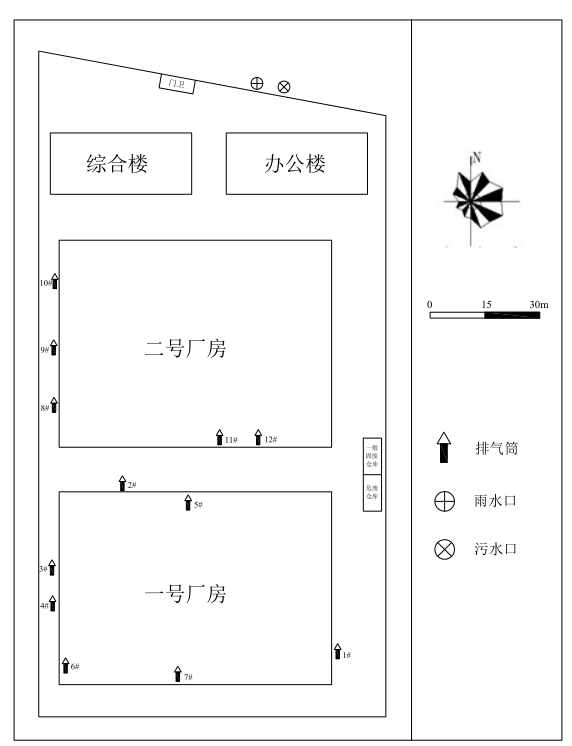 门卫
综合楼
办公楼
N
0 15 30m
10#
9#
二号厂房
8#
11#
12#
一般
固废
仓库
危废
仓库
2#
5#
3#
4#
一号厂房
1#
6#
7#
排气筒
雨水口
污水口